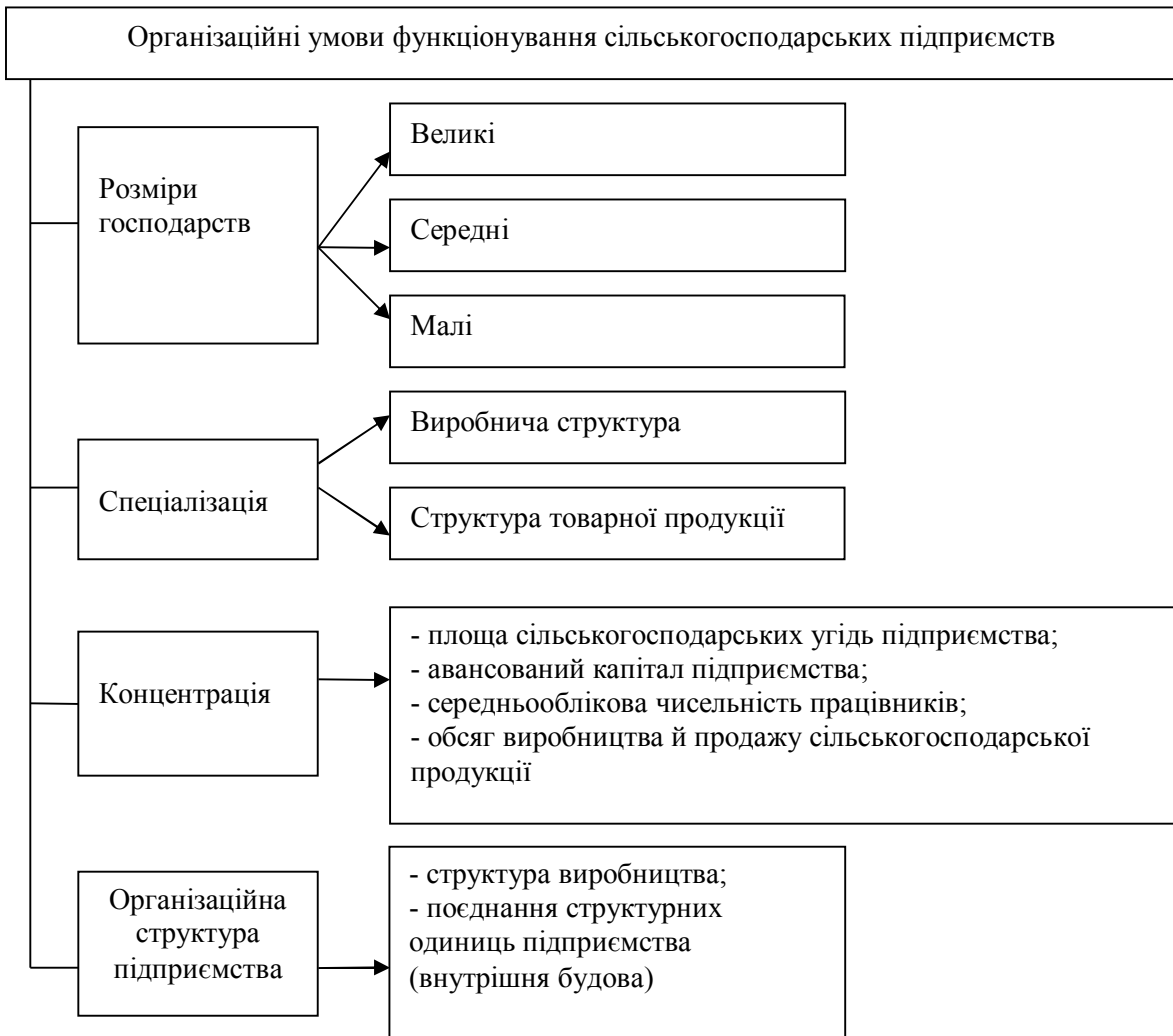 Організаційні умови функціонування сільськогосподарських підприємств
Розміри
господарств
Великі
Середні
Малі
Спеціалізація
Виробнича структура
Структура товарної продукції
Концентрація
- площа сільськогосподарських угідь підприємства;
- авансований капітал підприємства;
- середньооблікова чисельність працівників;
- обсяг виробництва й продажу сільськогосподарської
продукції
Організаційна
структура
підприємства
- структура виробництва;
- поєднання структурних
одиниць підприємства
(внутрішня будова)